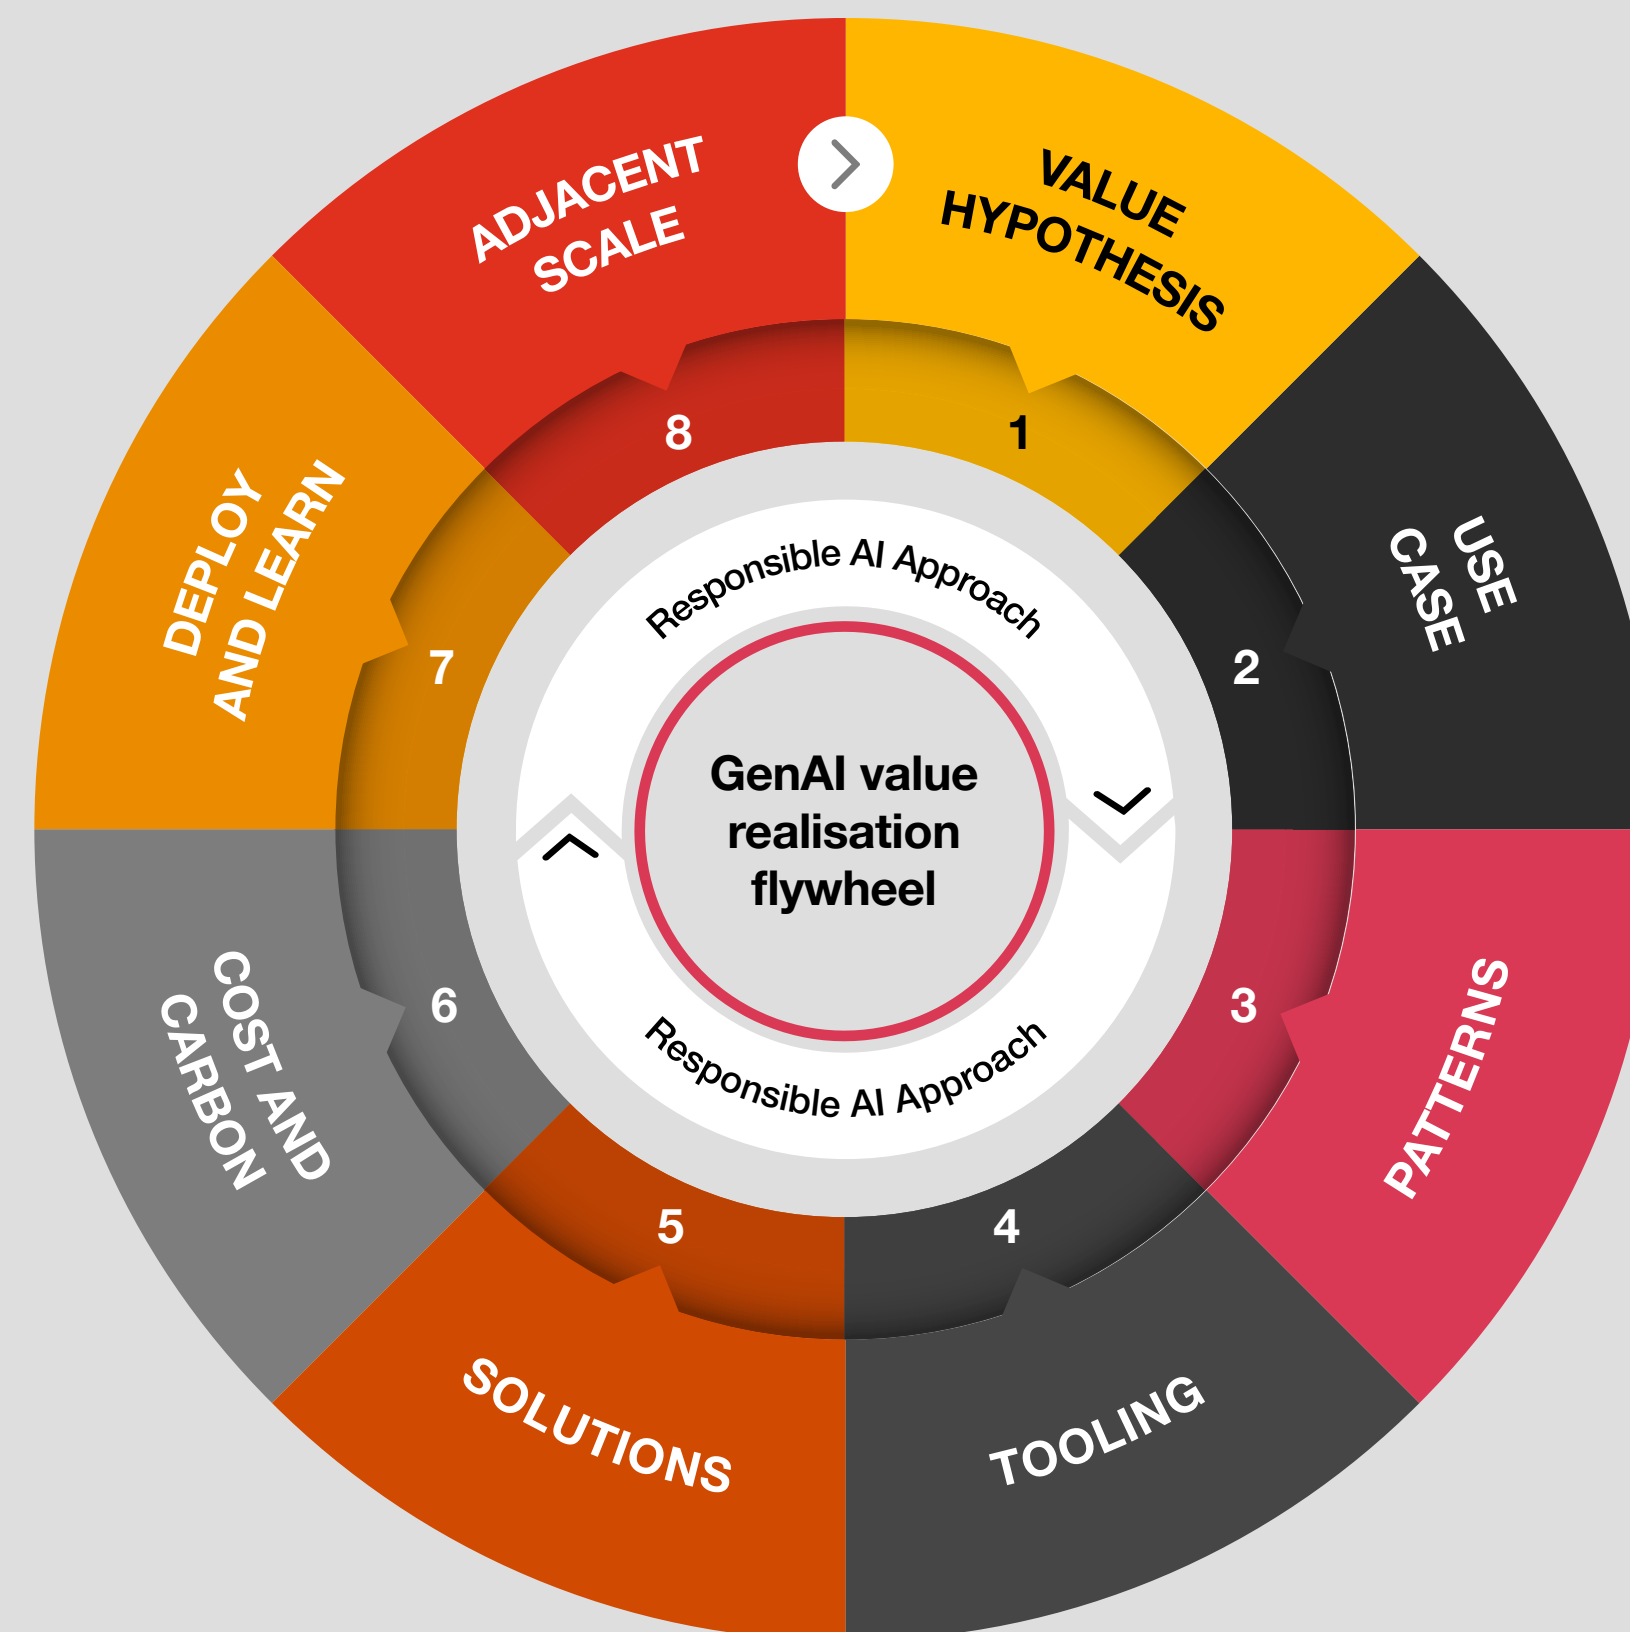 VALUE
HYPOTHESIS
1
USE
CASE
2
PATTERNS
3
TOOLING
4
SOLUTIONS
5
COST AND
CARBON
6
DEPLOY
AND LEARN
7
ADJACENT
SCALE
8
Responsible AI Approach
GenAI value
realisation
flywheel
Responsible AI Approach